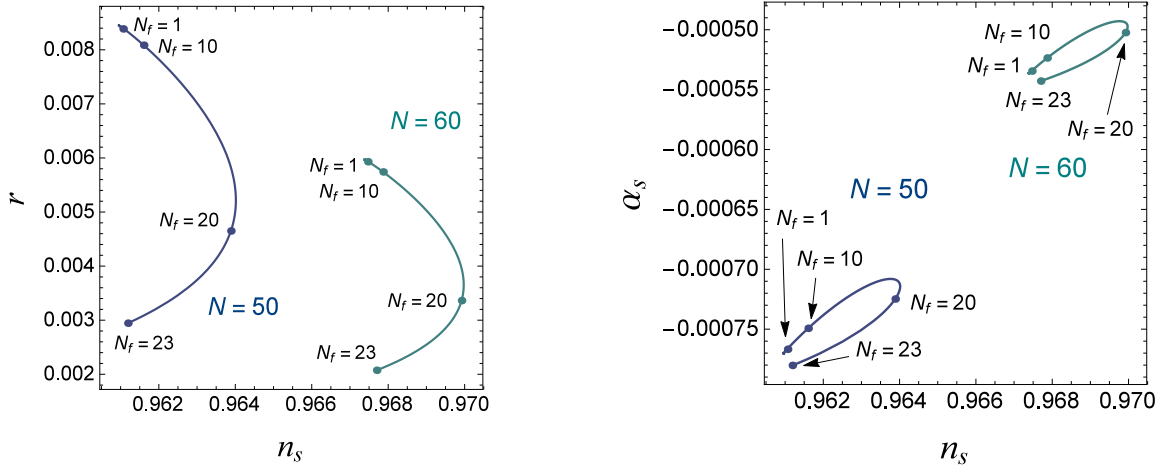 0.008
0.007
0.006
0.005
0.004
0.003
0.002
r
N_f = 1
N_f = 10
N = 60
N_f = 1
N_f = 10
N_f = 20
N_f = 20
N = 50
N_f = 23
N_f = 23
0.962 0.964 0.966 0.968 0.970
n_s
−0.00050
−0.00055
−0.00060
−0.00065
−0.00070
−0.00075
α_s
N_f = 10
N_f = 1
N_f = 23
N_f = 20
N = 60
N = 50
N_f = 1
N_f = 10
N_f = 20
N_f = 23
0.962 0.964 0.966 0.968 0.970
n_s